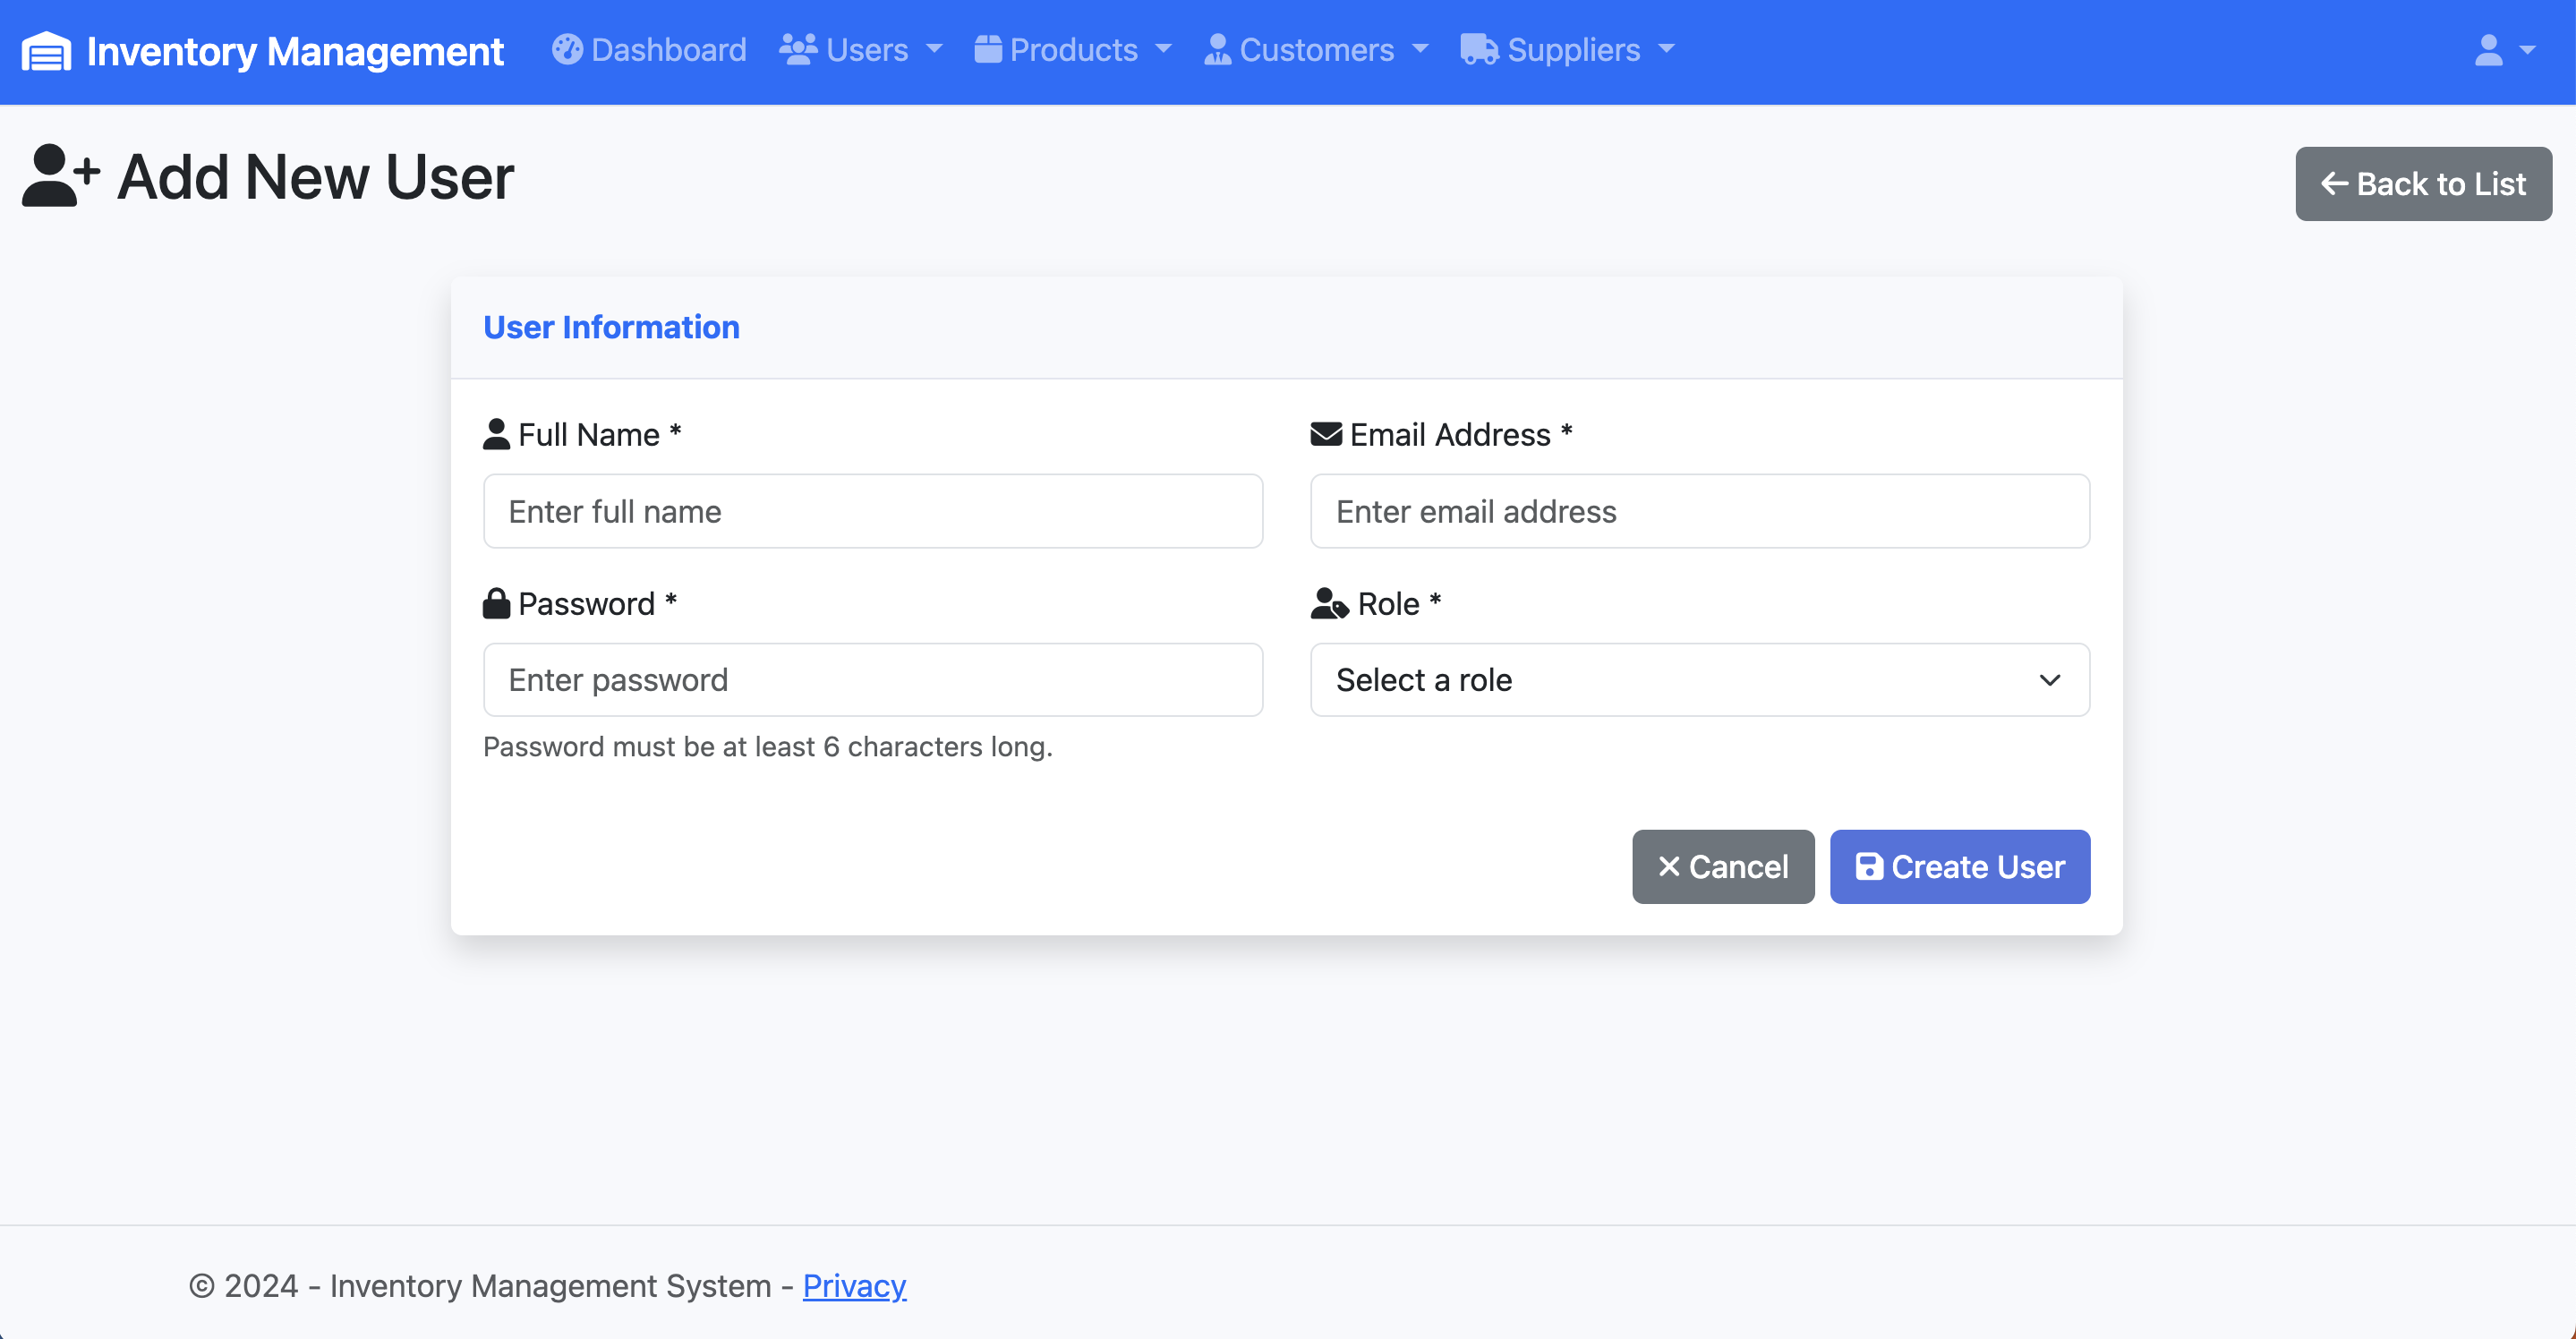 Inventory Management Dashboard Users Products Customers Suppliers
Add New User
Back to List
User Information
Full Name *
Email Address *
Enter full name
Enter email address
Password *
Role *
Enter password
Select a role
Password must be at least 6 characters long.
Cancel
Create User
© 2024 - Inventory Management System - Privacy